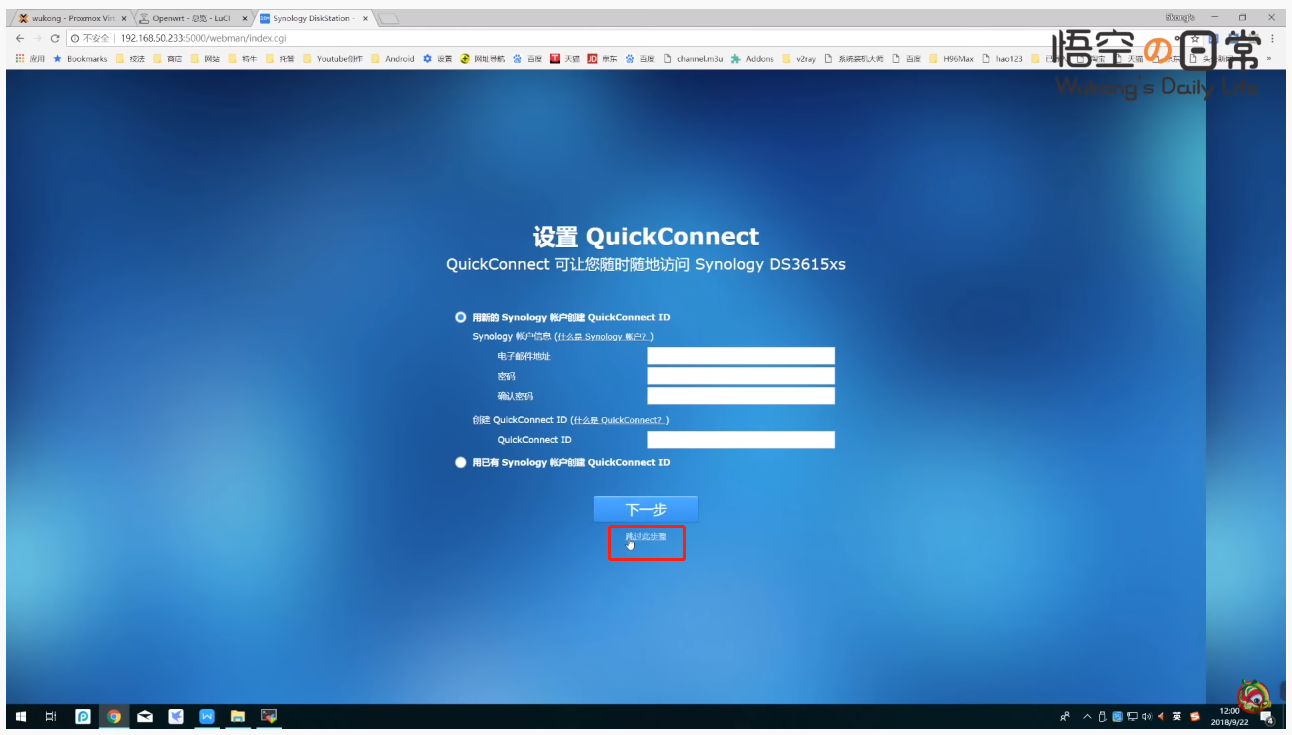 wukong - Proxmox Virt
Openwrt - 总览 - LuCI
Synology DiskStation -
不安全 | 192.168.50.233:5000/webman/index.cgi
应用 Bookmarks 技法 商店 网站 特牛 托管 Youtube创作 Android 设置 网址导航 百度 天猫 京东 百度 channel.m3u Addons v2ray 系统装机大师 百度 H96Max hao123
悟空の日常
Wukong's Daily Life
设置 QuickConnect
QuickConnect 可让您随时随地访问 Synology DS3615xs
用新的 Synology 帐户创建 QuickConnect ID
Synology 帐户信息 (什么是 Synology 帐户? )
电子邮件地址
密码
确认密码
创建 QuickConnect ID (什么是 QuickConnect? )
QuickConnect ID
用已有 Synology 帐户创建 QuickConnect ID
下一步
跳过此步骤
英
12:00
2018/9/22